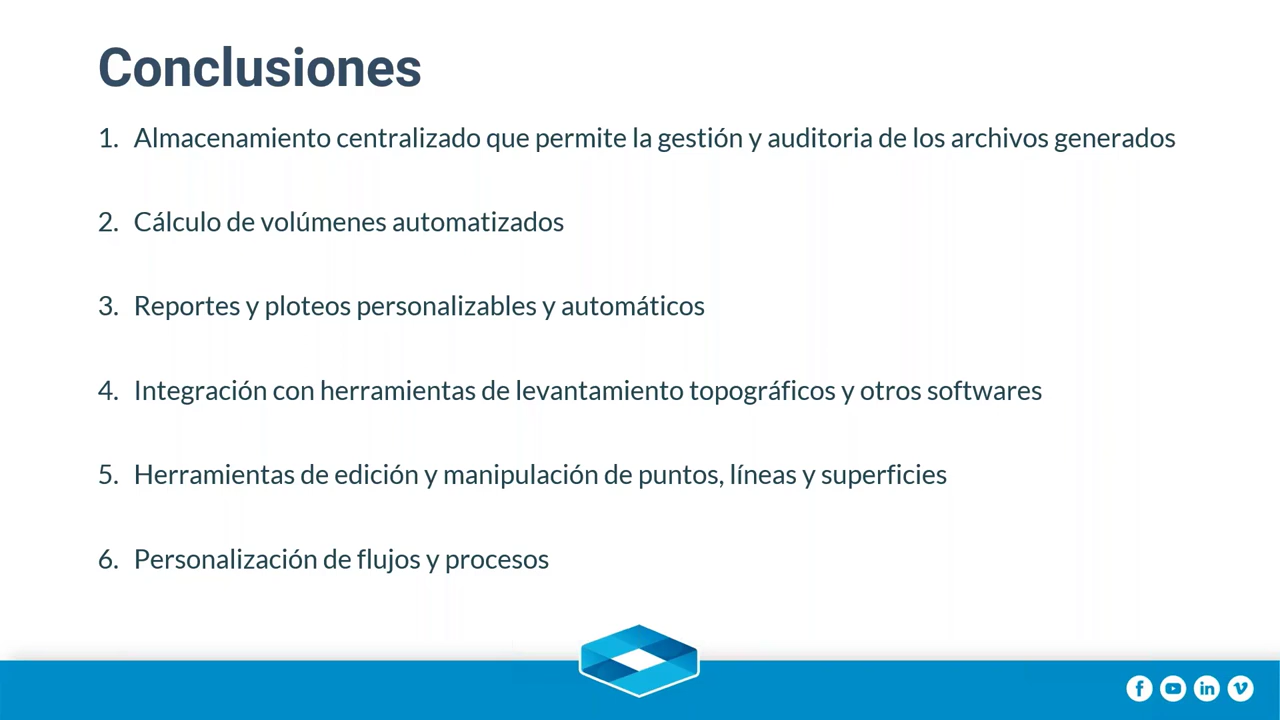 Conclusiones
1. Almacenamiento centralizado que permite la gestión y auditoria de los archivos generados
2. Cálculo de volúmenes automatizados
3. Reportes y ploteos personalizables y automáticos
4. Integración con herramientas de levantamiento topográficos y otros softwares
5. Herramientas de edición y manipulación de puntos, líneas y superficies
6. Personalización de flujos y procesos